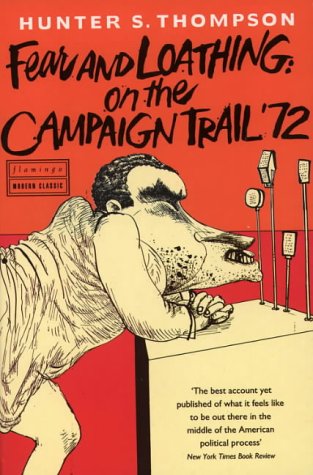 HUNTER S. THOMPSON
FEAR AND LOATHING:
on the
CAMPAIGN TRAIL '72
flamingo
MODERN CLASSIC
'The best account yet
published of what it feels like
to be out there in the
middle of the American
political process'
New York Times Book Review